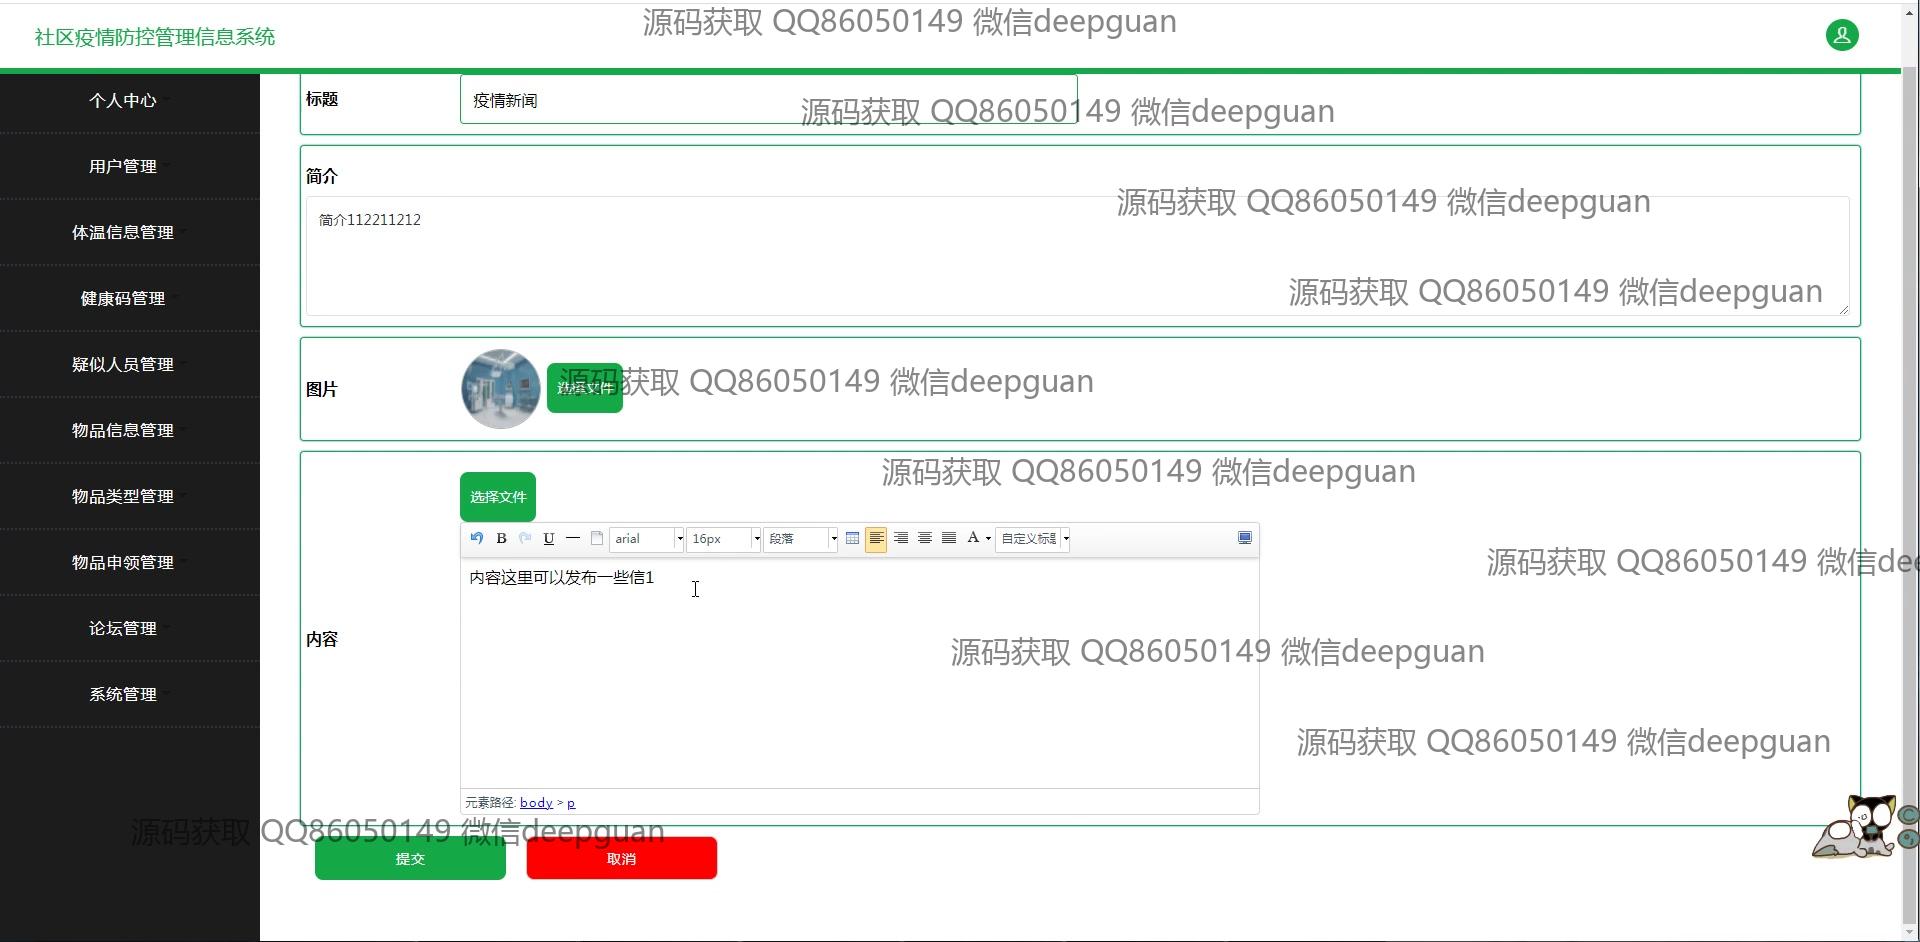 源码获取 QQ86050149 微信deepguan
社区疫情防控管理信息系统
个人中心
用户管理
体温信息管理
健康码管理
疑似人员管理
物品信息管理
物品类型管理
物品申领管理
论坛管理
系统管理
标题
疫情新闻
源码获取 QQ86050149 微信deepguan
简介
源码获取 QQ86050149 微信deepguan
简介112211212
源码获取 QQ86050149 微信deepguan
图片
选择文件
源码获取 QQ86050149 微信deepguan
源码获取 QQ86050149 微信deepguan
选择文件
B U arial 16px 段落 A 自定义标题
源码获取 QQ86050149 微信dee
内容这里可以发布一些信1
内容
源码获取 QQ86050149 微信deepguan
源码获取 QQ86050149 微信deepguan
元素路径: body > p
源码获取 QQ86050149 微信deepguan
提交
取消